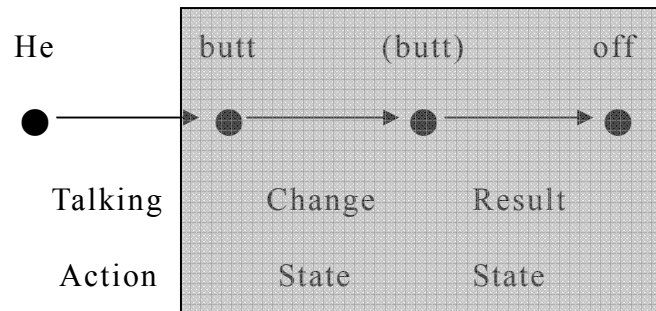 He butt (butt) off
Talking Change Result
Action State State